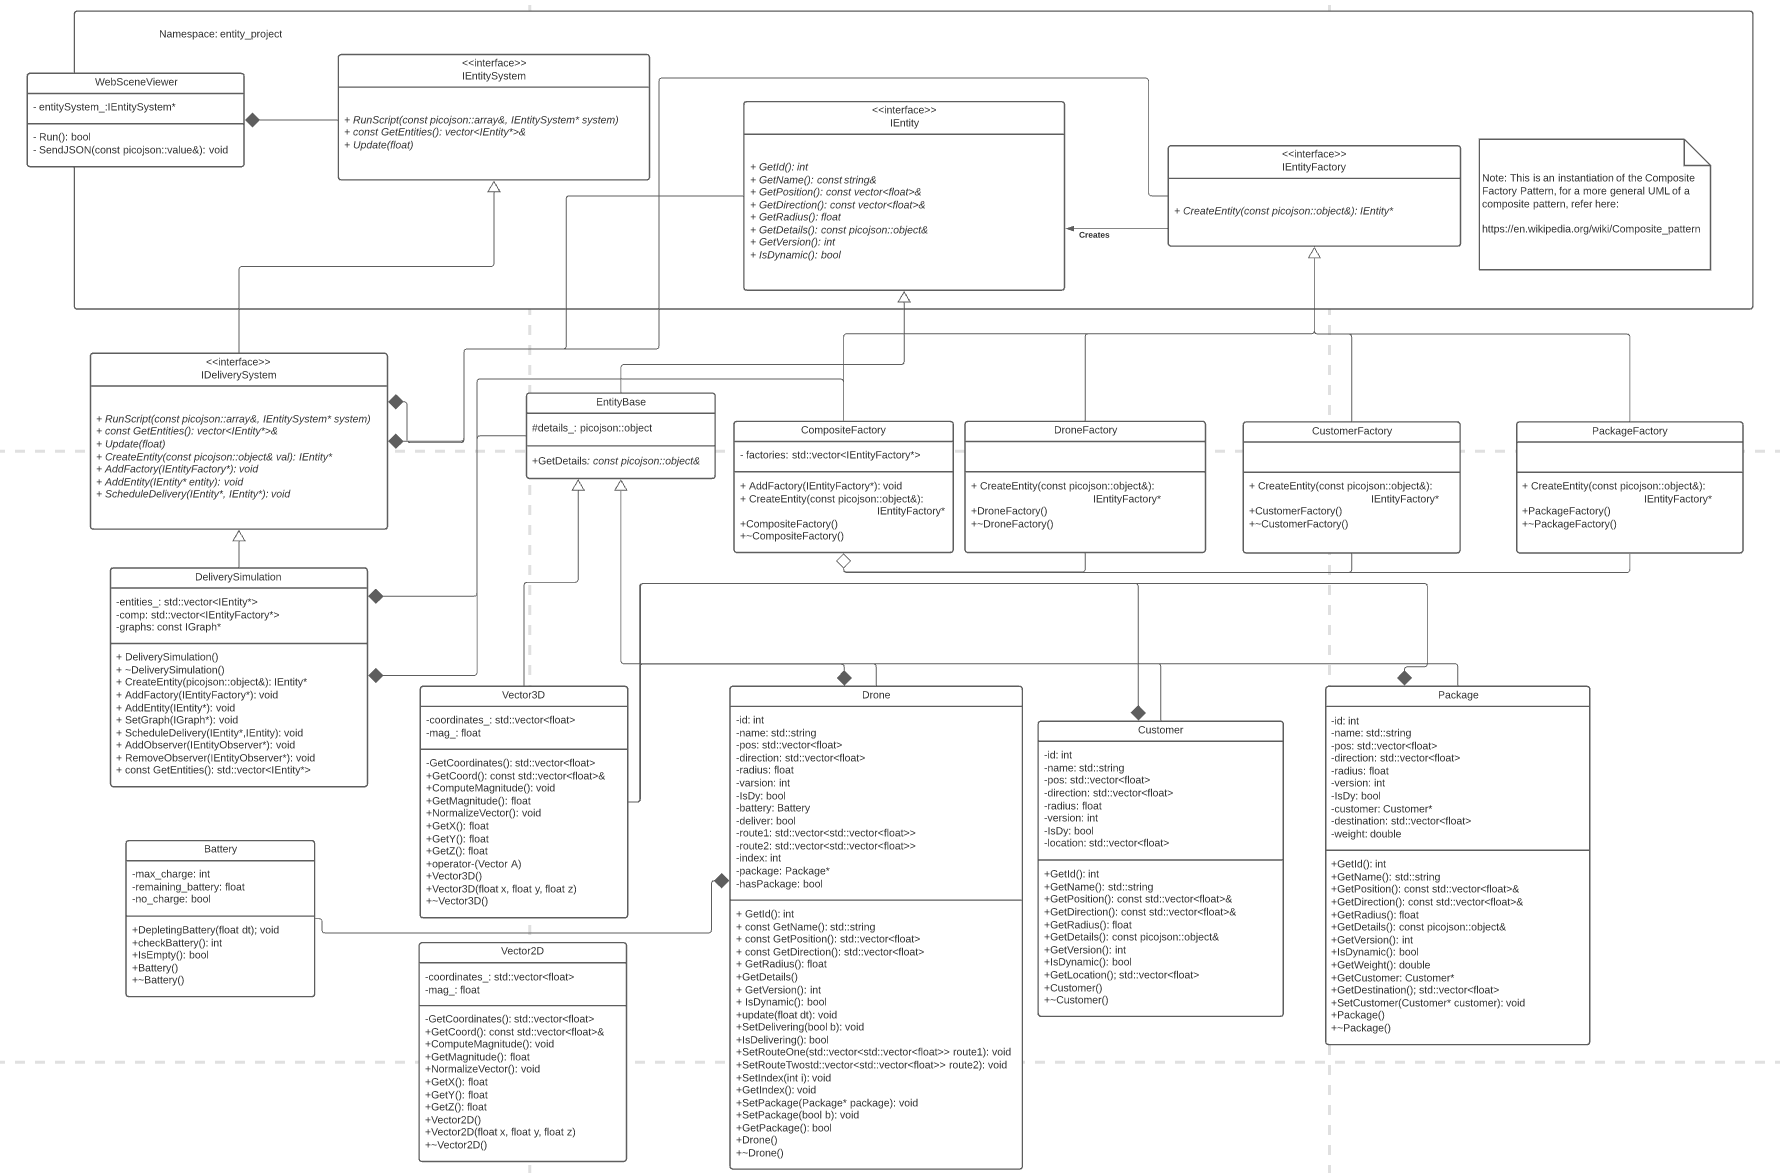 Namespace: entity_project
WebSceneViewer
- entitySystem_:IEntitySystem*
- Run(): bool
- SendJSON(const picojson::value&): void
<<interface>>
IEntitySystem
+ RunScript(const picojson::array&, IEntitySystem* system)
+ const GetEntities(): vector<IEntity*>&
+ Update(float)
<<interface>>
IEntity
+ GetId(): int
+ GetName(): const string&
+ GetPosition(): const vector<float>&
+ GetDirection(): const vector<float>&
+ GetRadius(): float
+ GetDetails(): const picojson::object&
+ GetVersion(): int
+ IsDynamic(): bool
Creates
<<interface>>
IEntityFactory
+ CreateEntity(const picojson::object&): IEntity*
Note: This is an instantiation of the Composite
Factory Pattern, for a more general UML of a
composite pattern, refer here:
https://en.wikipedia.org/wiki/Composite_pattern
<<interface>>
IDeliverySystem
+ RunScript(const picojson::array&, IEntitySystem* system)
+ const GetEntities(): vector<IEntity*>&
+ Update(float)
+ CreateEntity(const picojson::object& val): IEntity*
+ AddFactory(IEntityFactory*): void
+ AddEntity(IEntity* entity): void
+ ScheduleDelivery(IEntity*, IEntity*): void
EntityBase
#details_: picojson::object
+GetDetails: const picojson::object&
CompositeFactory
- factories: std::vector<IEntityFactory*>
+ AddFactory(IEntityFactory*): void
+ CreateEntity(const picojson::object&):
IEntityFactory*
+CompositeFactory()
+~CompositeFactory()
DroneFactory
+ CreateEntity(const picojson::object&):
IEntityFactory*
+DroneFactory()
+~DroneFactory()
CustomerFactory
+ CreateEntity(const picojson::object&):
IEntityFactory*
+CustomerFactory()
+~CustomerFactory()
PackageFactory
+ CreateEntity(const picojson::object&):
IEntityFactory*
+PackageFactory()
+~PackageFactory()
DeliverySimulation
-entities_: std::vector<IEntity*>
-comp: std::vector<IEntityFactory*>
-graphs: const IGraph*
+ DeliverySimulation()
+ ~DeliverySimulation()
+ CreateEntity(picojson::object&): IEntity*
+ AddFactory(IEntityFactory*): void
+ AddEntity(IEntity*): void
+ SetGraph(IGraph*): void
+ ScheduleDelivery(IEntity*,IEntity): void
+ AddObserver(IEntityObserver*): void
+ RemoveObserver(IEntityObserver*): void
+ const GetEntities(): std::vector<IEntity*>
Battery
-max_charge: int
-remaining_battery: float
-no_charge: bool
+DepletingBattery(float dt); void
+checkBattery(): int
+IsEmpty(): bool
+Battery()
+~Battery()
Vector3D
-coordinates_: std::vector<float>
-mag_: float
-GetCoordinates(): std::vector<float>
+GetCoord(): const std::vector<float>&
+ComputeMagnitude(): void
+GetMagnitude(): float
+NormalizeVector(): void
+GetX(): float
+GetY(): float
+GetZ(): float
+operator-(Vector A)
+Vector3D()
+Vector3D(float x, float y, float z)
+~Vector3D()
Vector2D
-coordinates_: std::vector<float>
-mag_: float
-GetCoordinates(): std::vector<float>
+GetCoord(): const std::vector<float>&
+ComputeMagnitude(): void
+GetMagnitude(): float
+NormalizeVector(): void
+GetX(): float
+GetY(): float
+GetZ(): float
+Vector2D()
+Vector2D(float x, float y, float z)
+~Vector2D()
Drone
-id: int
-name: std::string
-pos: std::vector<float>
-direction: std::vector<float>
-radius: float
-varsion: int
-IsDy: bool
-battery: Battery
-deliver: bool
-route1: std::vector<std::vector<float>>
-route2: std::vector<std::vector<float>>
-index: int
-package: Package*
-hasPackage: bool
+ GetId(): int
+ const GetName(): std::string
+ const GetPosition(): std::vector<float>
+ const GetDirection(): std::vector<float>
+ GetRadius(): float
+GetDetails()
+ GetVersion(): int
+ IsDynamic(): bool
+update(float dt): void
+SetDelivering(bool b): void
+IsDelivering(): bool
+SetRouteOne(std::vector<std::vector<float>> route1): void
+SetRouteTwostd::vector<std::vector<float>> route2): void
+SetIndex(int i): void
+GetIndex(): void
+SetPackage(Package* package): void
+SetPackage(bool b): void
+GetPackage(): bool
+Drone()
+~Drone()
Customer
-id: int
-name: std::string
-pos: std::vector<float>
-direction: std::vector<float>
-radius: float
-version: int
-IsDy: bool
-location: std::vector<float>
+GetId(): int
+GetName(): std::string
+GetPosition(): const std::vector<float>&
+GetDirection(): const std::vector<float>&
+GetRadius(): float
+GetDetails(): const picojson::object&
+GetVersion(): int
+IsDynamic(): bool
+GetLocation(); std::vector<float>
+Customer()
+~Customer()
Package
-id: int
-name: std::string
-pos: std::vector<float>
-direction: std::vector<float>
-radius: float
-version: int
-IsDy: bool
-customer: Customer*
-destination: std::vector<float>
-weight: double
+GetId(): int
+GetName(): std::string
+GetPosition(): const std::vector<float>&
+GetDirection(): const std::vector<float>&
+GetRadius(): float
+GetDetails(): const picojson::object&
+GetVersion(): int
+IsDynamic(): bool
+GetWeight(): double
+GetCustomer: Customer*
+GetDestination(); std::vector<float>
+SetCustomer(Customer* customer): void
+Package()
+~Package()